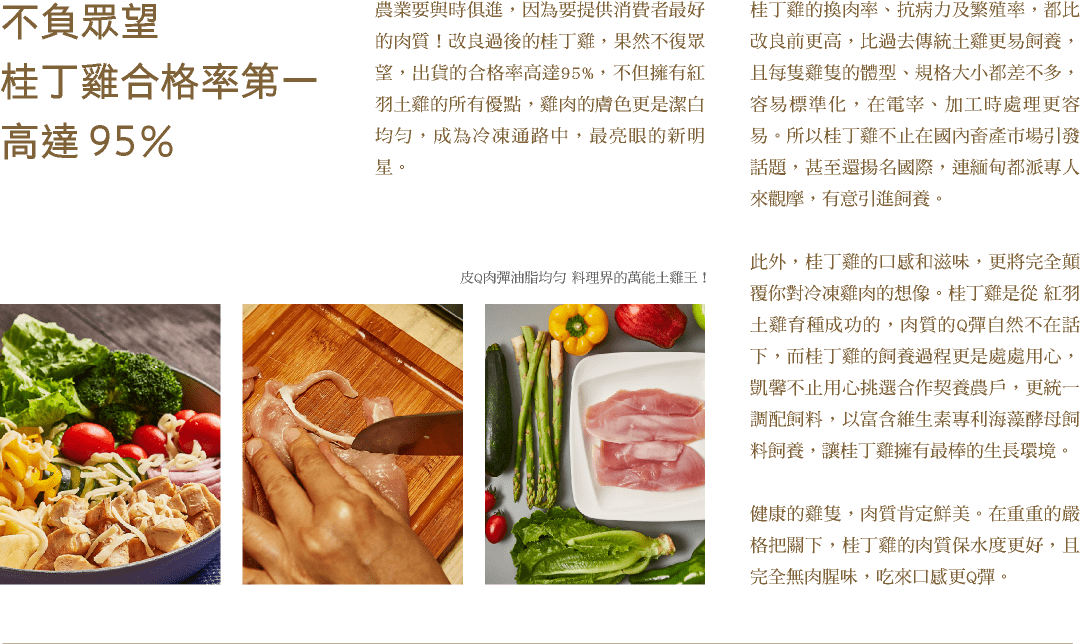 不負眾望
桂丁雞合格率第一
高達 95%
農業要與時俱進，因為要提供消費者最好
的肉質！改良過後的桂丁雞，果然不復眾
望，出貨的合格率高達95%，不但擁有紅
羽土雞的所有優點，雞肉的膚色更是潔白
均勻，成為冷凍通路中，最亮眼的新明
星。
皮Q肉彈油脂均勻 料理界的萬能土雞王！
桂丁雞的換肉率、抗病力及繁殖率，都比
改良前更高，比過去傳統土雞更易飼養，
且每隻雞隻的體型、規格大小都差不多，
容易標準化，在電宰、加工時處理更容
易。所以桂丁雞不止在國內畜產市場引發
話題，甚至還揚名國際，連緬甸都派專人
來觀摩，有意引進飼養。
此外，桂丁雞的口感和滋味，更將完全顛
覆你對冷凍雞肉的想像。桂丁雞是從 紅羽
土雞育種成功的，肉質的Q彈自然不在話
下，而桂丁雞的飼養過程更是處處用心，
凱馨不止用心挑選合作契養農戶，更統一
調配飼料，以富含維生素專利海藻酵母飼
料飼養，讓桂丁雞擁有最棒的生長環境。
健康的雞隻，肉質肯定鮮美。在重重的嚴
格把關下，桂丁雞的肉質保水度更好，且
完全無肉腥味，吃來口感更Q彈。